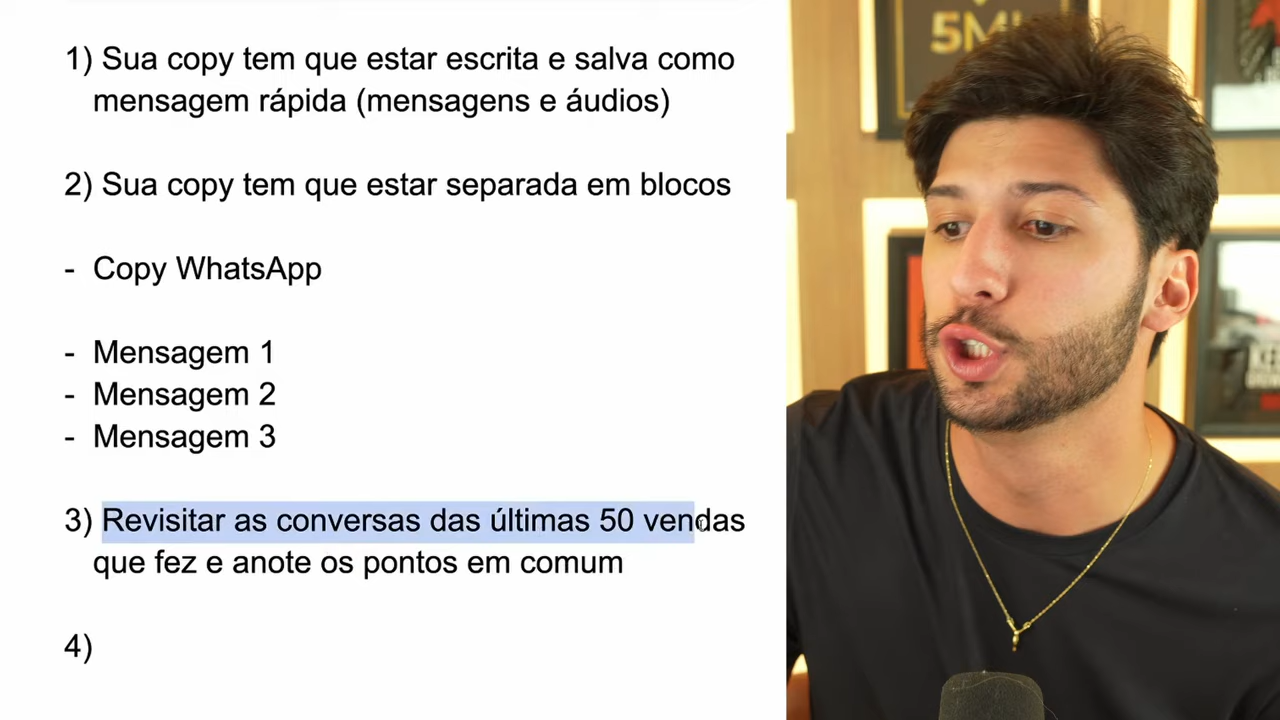 1) Sua copy tem que estar escrita e salva como
mensagem rápida (mensagens e áudios)
2) Sua copy tem que estar separada em blocos
- Copy WhatsApp
- Mensagem 1
- Mensagem 2
- Mensagem 3
3) Revisitar as conversas das últimas 50 vendas
que fez e anote os pontos em comum
4)